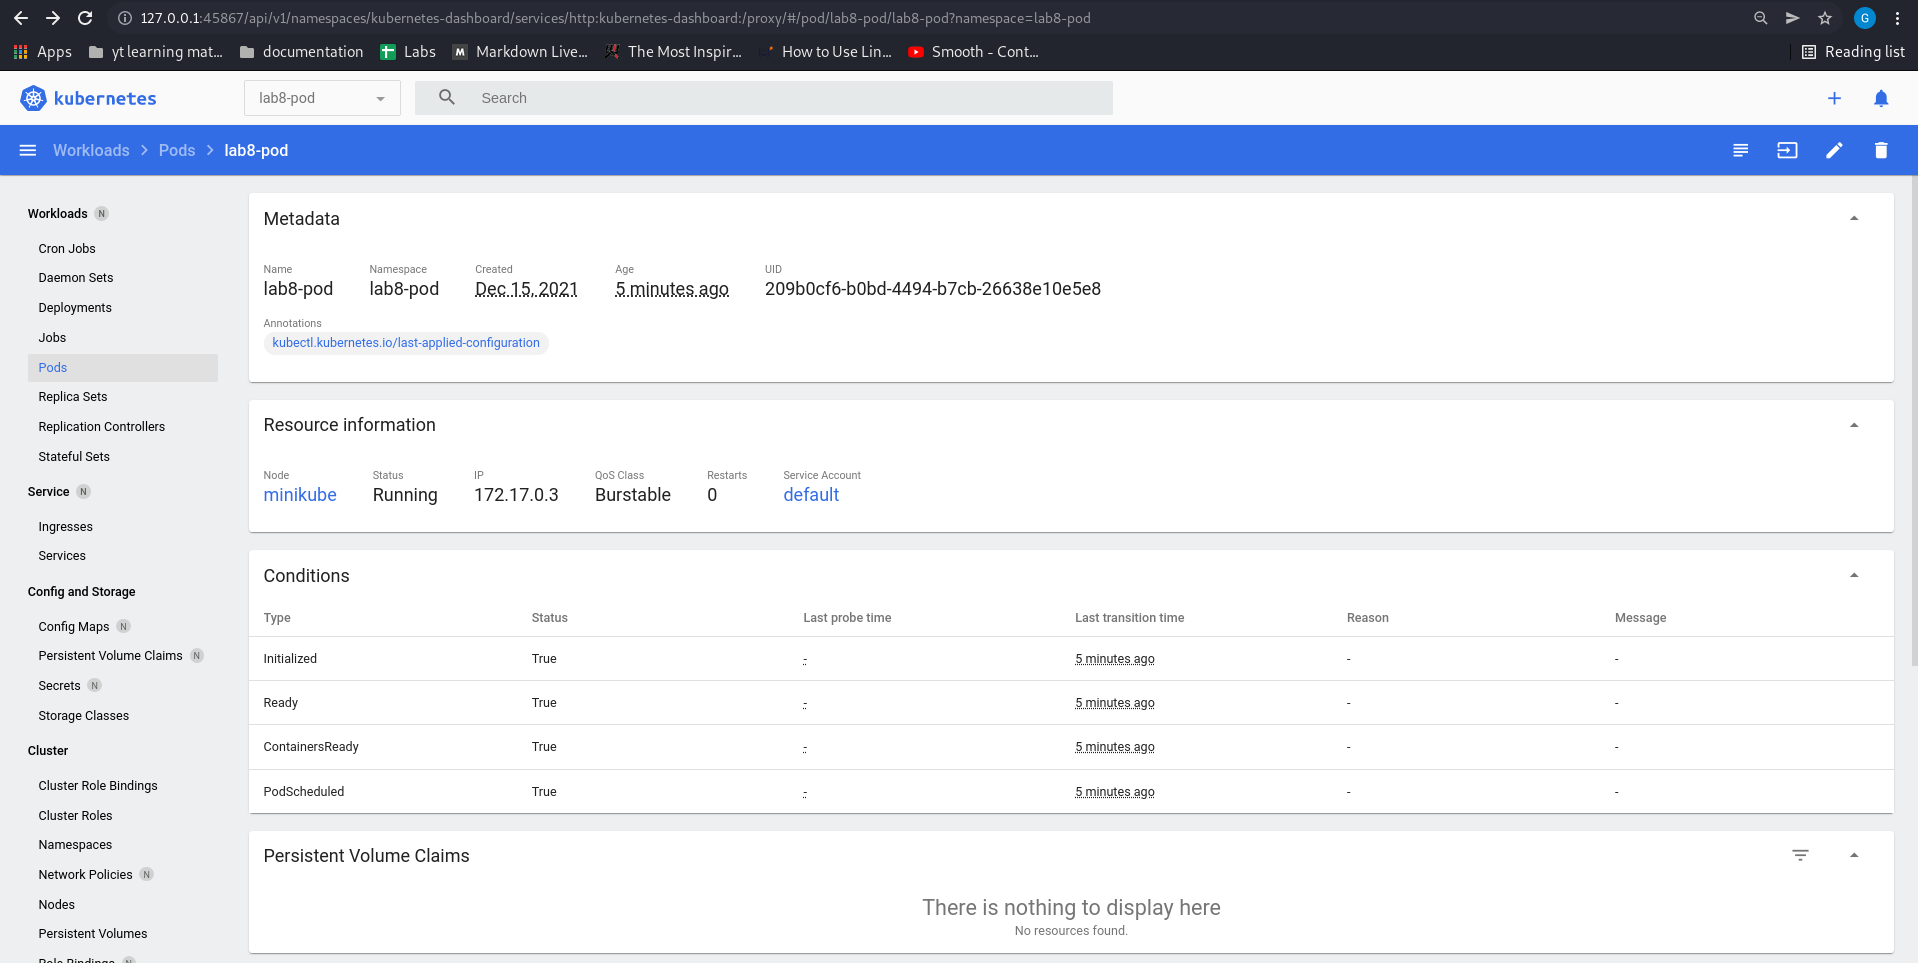 127.0.0.1:45867/api/v1/namespaces/kubernetes-dashboard/services/http:kubernetes-dashboard:/proxy/#/pod/lab8-pod/lab8-pod?namespace=lab8-pod
G
Apps yt learning mat... documentation Labs M Markdown Live... The Most Inspir... How to Use Lin... Smooth - Cont... Reading list
kubernetes lab8-pod Search
Workloads > Pods > lab8-pod
Workloads N
Cron Jobs
Daemon Sets
Deployments
Jobs
Pods
Replica Sets
Replication Controllers
Stateful Sets
Service N
Ingresses
Services
Config and Storage
Config Maps N
Persistent Volume Claims N
Secrets N
Storage Classes
Cluster
Cluster Role Bindings
Cluster Roles
Namespaces
Network Policies N
Nodes
Persistent Volumes
Role Bindings N
Metadata
Name Namespace Created Age UID
lab8-pod lab8-pod Dec 15, 2021 5 minutes ago 209b0cf6-b0bd-4494-b7cb-26638e10e5e8
Annotations
kubectl.kubernetes.io/last-applied-configuration
Resource information
Node Status IP QoS Class Restarts Service Account
minikube Running 172.17.0.3 Burstable 0 default
Conditions
Type Status Last probe time Last transition time Reason Message
Initialized True - 5 minutes ago - -
Ready True - 5 minutes ago - -
ContainersReady True - 5 minutes ago - -
PodScheduled True - 5 minutes ago - -
Persistent Volume Claims
There is nothing to display here
No resources found.